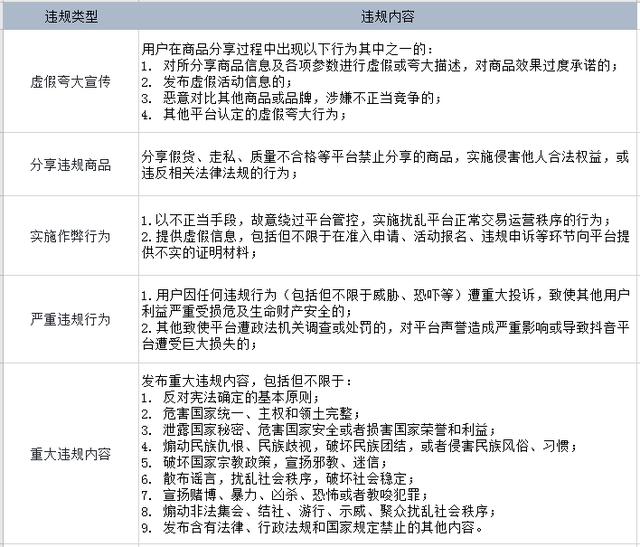 违规类型
违规内容
虚假夸大宣传
用户在商品分享过程中出现以下行为其中之一的：
1. 对所分享商品信息及各项参数进行虚假或夸大描述，对商品效果过度承诺的；
2. 发布虚假活动信息的；
3. 恶意对比其他商品或品牌，涉嫌不正当竞争的；
4. 其他平台认定的虚假夸大行为；
分享违规商品
分享假货、走私、质量不合格等平台禁止分享的商品，实施侵害他人合法权益，或
违反相关法律法规的行为；
实施作弊行为
1.以不正当手段，故意绕过平台管控，实施扰乱平台正常交易运营秩序的行为；
2.提供虚假信息，包括但不限于在准入申请、活动报名、违规申诉等环节向平台提
供不实的证明材料；
严重违规行为
1.用户因任何违规行为（包括但不限于威胁、恐吓等）遭重大投诉，致使其他用户
利益严重受损危及生命财产安全的；
2.其他致使平台遭政法机关调查或处罚的，对平台声誉造成严重影响或导致抖音平
台遭受巨大损失的；
重大违规内容
发布重大违规内容，包括但不限于：
1. 反对宪法确定的基本原则；
2. 危害国家统一、主权和领土完整；
3. 泄露国家秘密、危害国家安全或者损害国家荣誉和利益；
4. 煽动民族仇恨、民族歧视，破坏民族团结，或者侵害民族风俗、习惯；
5. 破坏国家宗教政策，宣扬邪教、迷信；
6. 散布谣言，扰乱社会秩序，破坏社会稳定；
7. 宣扬赌博、暴力、凶杀、恐怖或者教唆犯罪；
8. 煽动非法集会、结社、游行、示威、聚众扰乱社会秩序；
9. 发布含有法律、行政法规和国家规定禁止的其他内容。